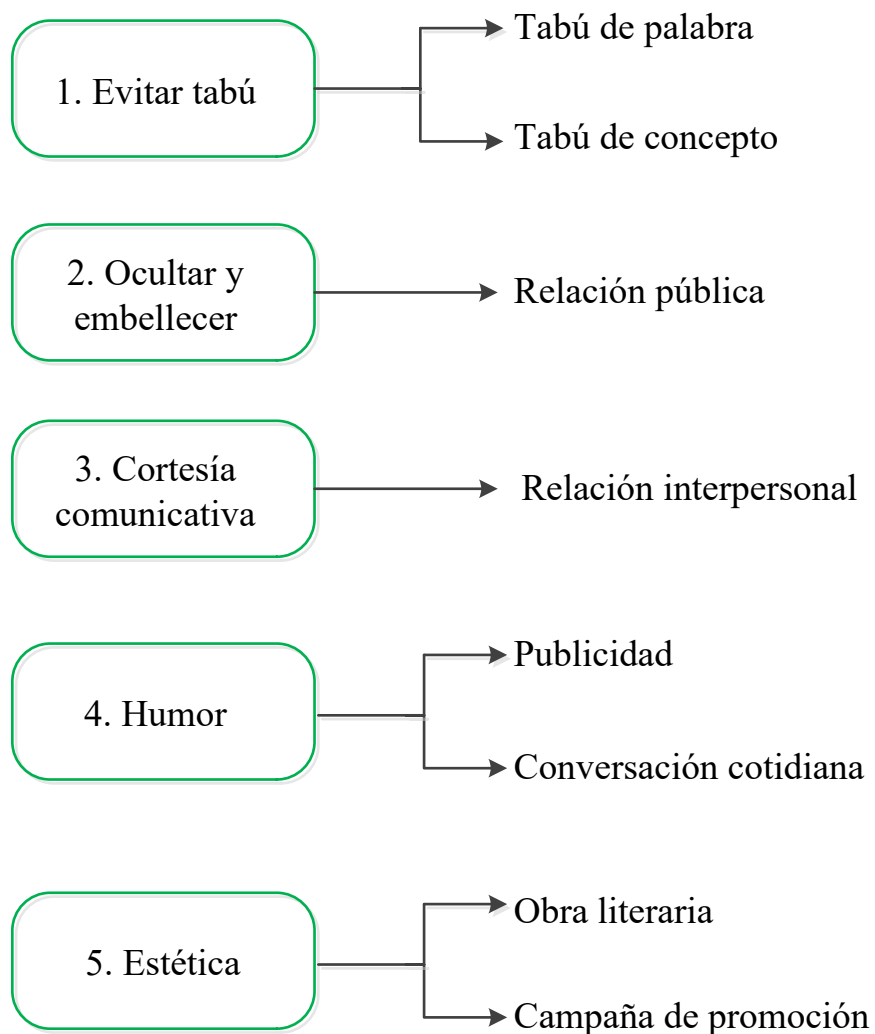 1. Evitar tabú
Tabú de palabra
Tabú de concepto
2. Ocultar y
embellecer
Relación pública
3. Cortesía
comunicativa
Relación interpersonal
4. Humor
Publicidad
Conversación cotidiana
5. Estética
Obra literaria
Campaña de promoción